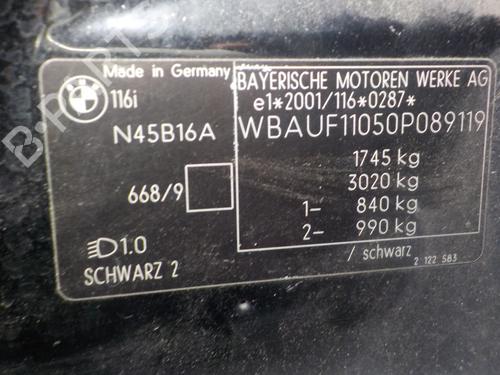 BMW
Made in Germany
116i
N45B16A
668/9
1.0
SCHWARZ 2
BAYERISCHE MOTOREN WERKE AG
e1*2001/116*0287*
WBAUF11050P089119
1745 kg
3020 kg
1- 840 kg
2- 990 kg
/ schwarz
2 122 583